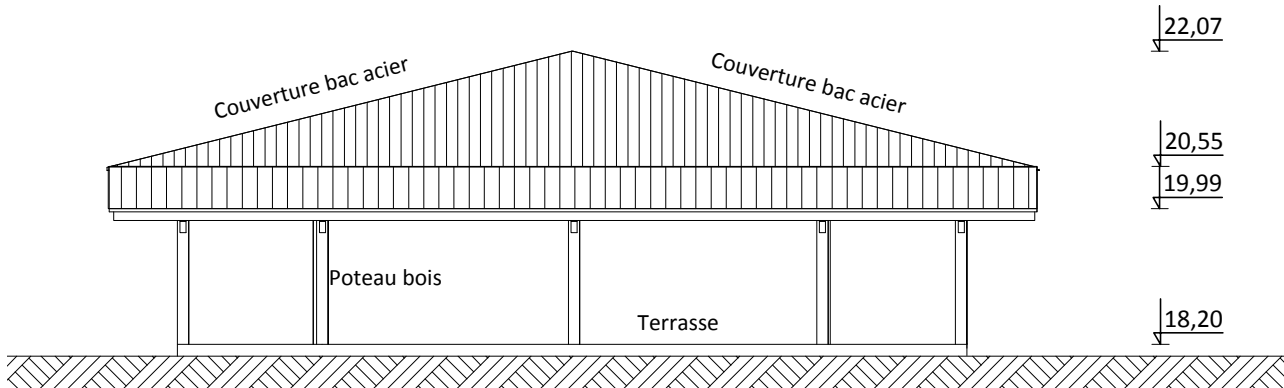 22,07
Couverture bac acier
Couverture bac acier
20,55
19,99
Poteau bois
Terrasse
18,20